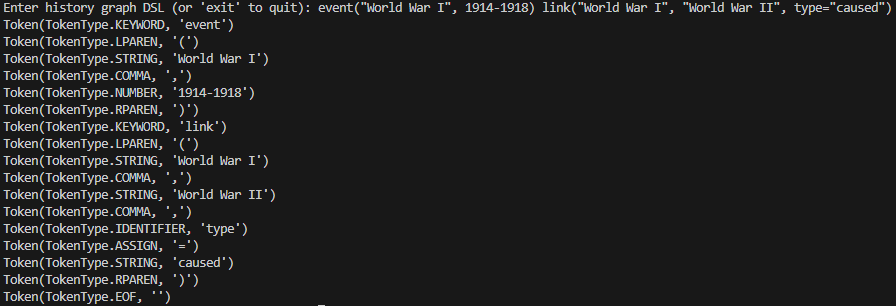 Enter history graph DSL (or 'exit' to quit): event("World War I", 1914-1918) link("World War I", "World War II", type="caused")
Token(TokenType.KEYWORD, 'event')
Token(TokenType.LPAREN, '(')
Token(TokenType.STRING, 'World War I')
Token(TokenType.COMMA, ',')
Token(TokenType.NUMBER, '1914-1918')
Token(TokenType.RPAREN, ')')
Token(TokenType.KEYWORD, 'link')
Token(TokenType.LPAREN, '(')
Token(TokenType.STRING, 'World War I')
Token(TokenType.COMMA, ',')
Token(TokenType.STRING, 'World War II')
Token(TokenType.COMMA, ',')
Token(TokenType.IDENTIFIER, 'type')
Token(TokenType.ASSIGN, '=')
Token(TokenType.STRING, 'caused')
Token(TokenType.RPAREN, ')')
Token(TokenType.EOF, '')